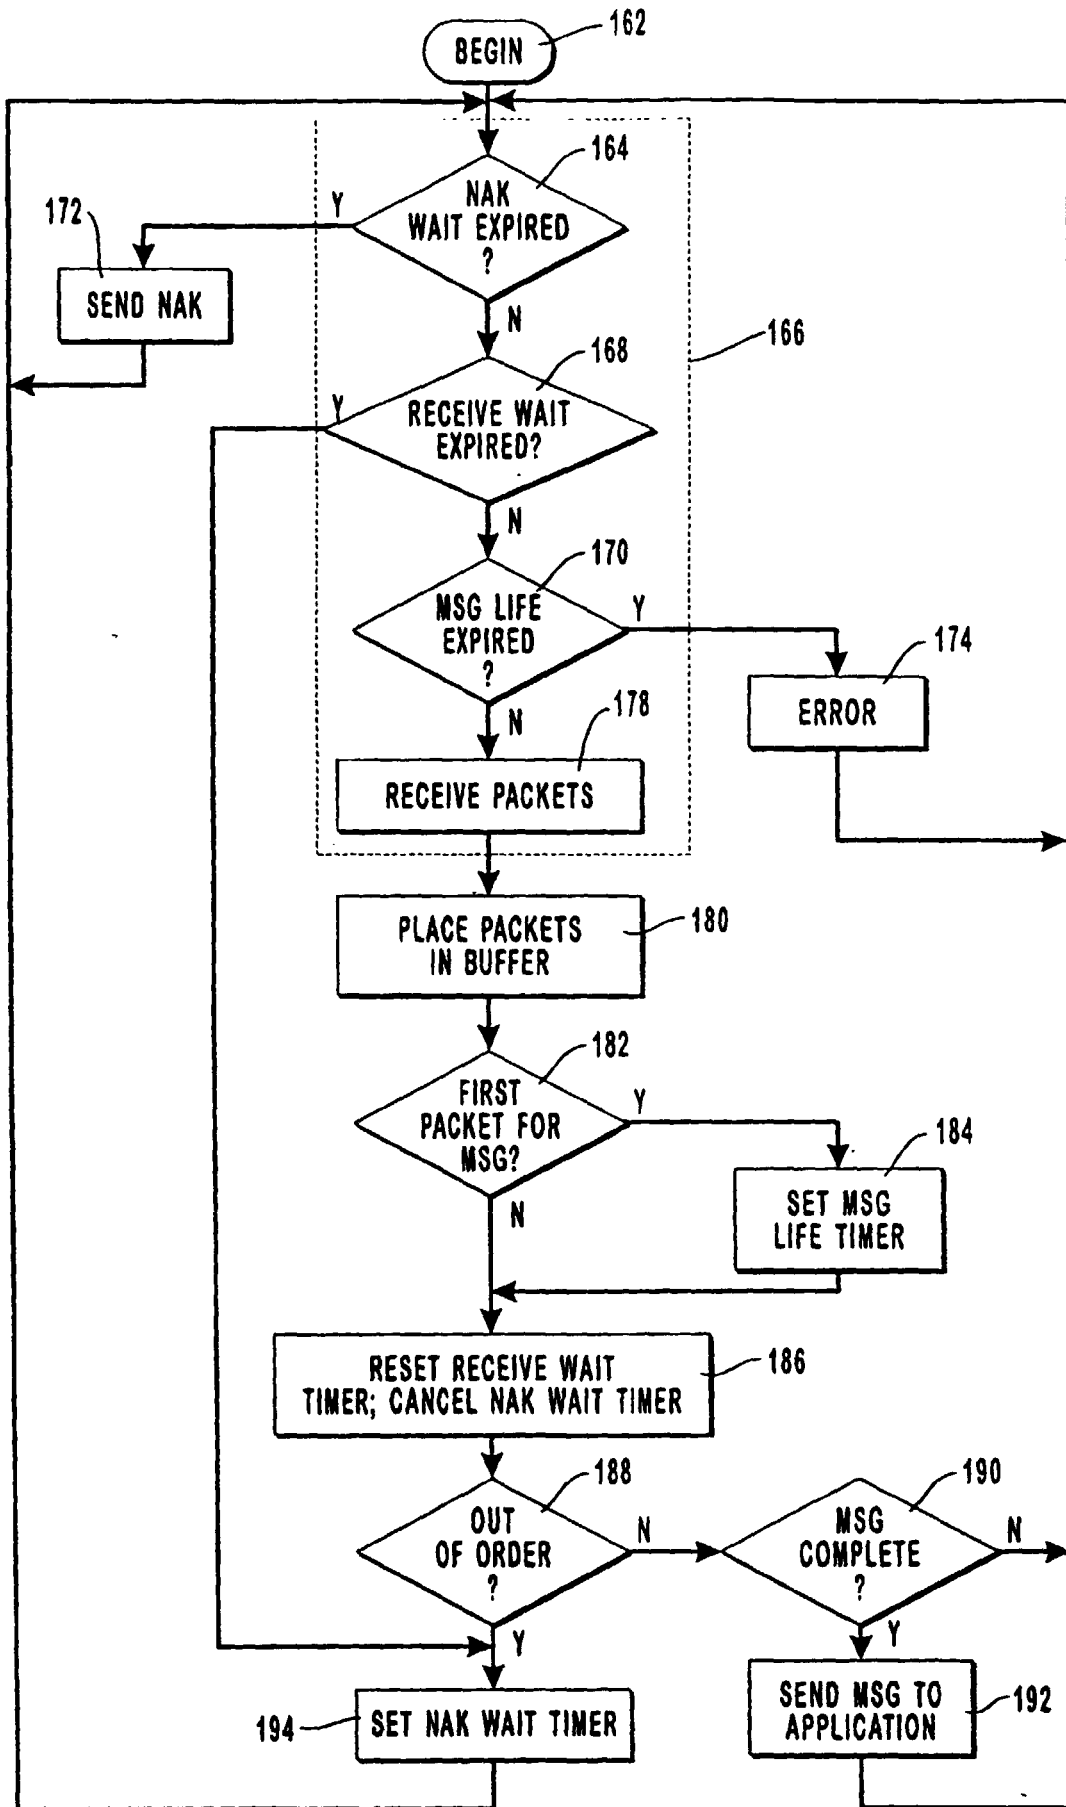 BEGIN
162
164
NAK
WAIT EXPIRED
?
Y
172
SEND NAK
N
166
168
Y
RECEIVE WAIT
EXPIRED?
N
170
MSG LIFE
EXPIRED
?
Y
174
ERROR
N
178
RECEIVE PACKETS
PLACE PACKETS
IN BUFFER
180
182
FIRST
PACKET FOR
MSG?
Y
184
SET MSG
LIFE TIMER
N
RESET RECEIVE WAIT
TIMER; CANCEL NAK WAIT TIMER
186
188
OUT
OF ORDER
?
N
190
MSG
COMPLETE
?
N
Y
Y
194
SET NAK WAIT TIMER
SEND MSG TO
APPLICATION
192